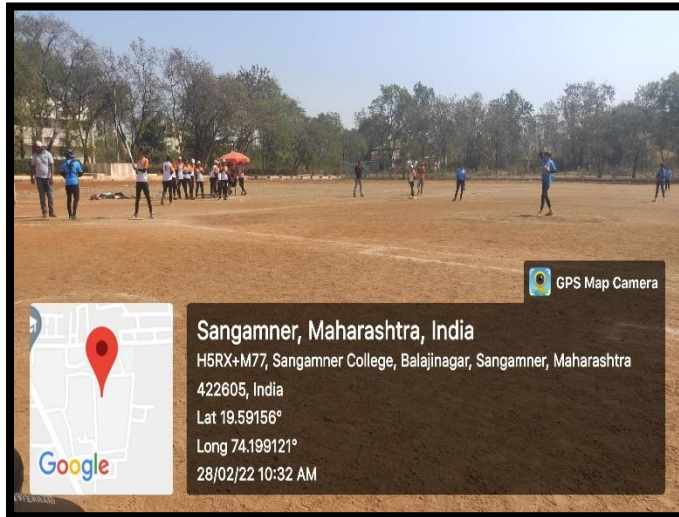 GPS Map Camera
Sangamner, Maharashtra, India
H5RX+M77, Sangamner College, Balajinagar, Sangamner, Maharashtra
422605, India
Lat 19.59156°
Long 74.199121°
28/02/22 10:32 AM
Google